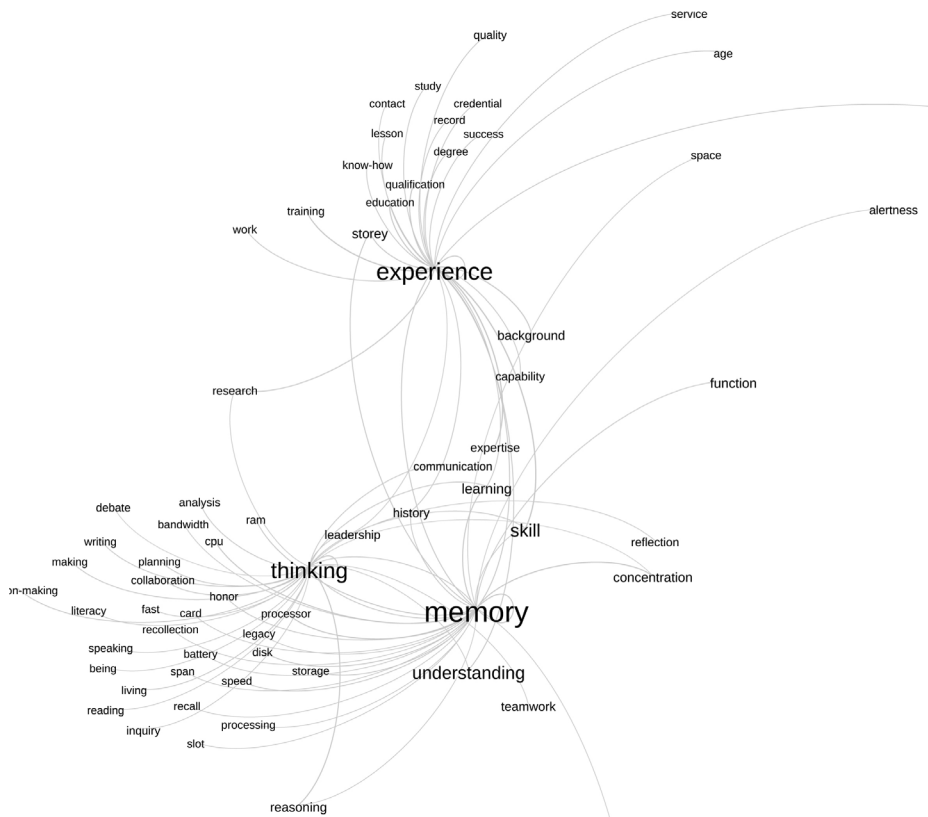 service
quality
age
study
contact
credential
record
lesson
success
degree
space
know-how
qualification
education
training
alertness
work
storey
experience
background
capability
function
research
expertise
communication
learning
analysis
debate
history
ram
bandwidth
skill
leadership
writing
cpu
reflection
making
planning
thinking
concentration
collaboration
on-making
honor
literacy
fast
card
processor
memory
recollection
legacy
speaking
battery
disk
being
span
storage
understanding
speed
living
recall
teamwork
reading
processing
inquiry
slot
reasoning